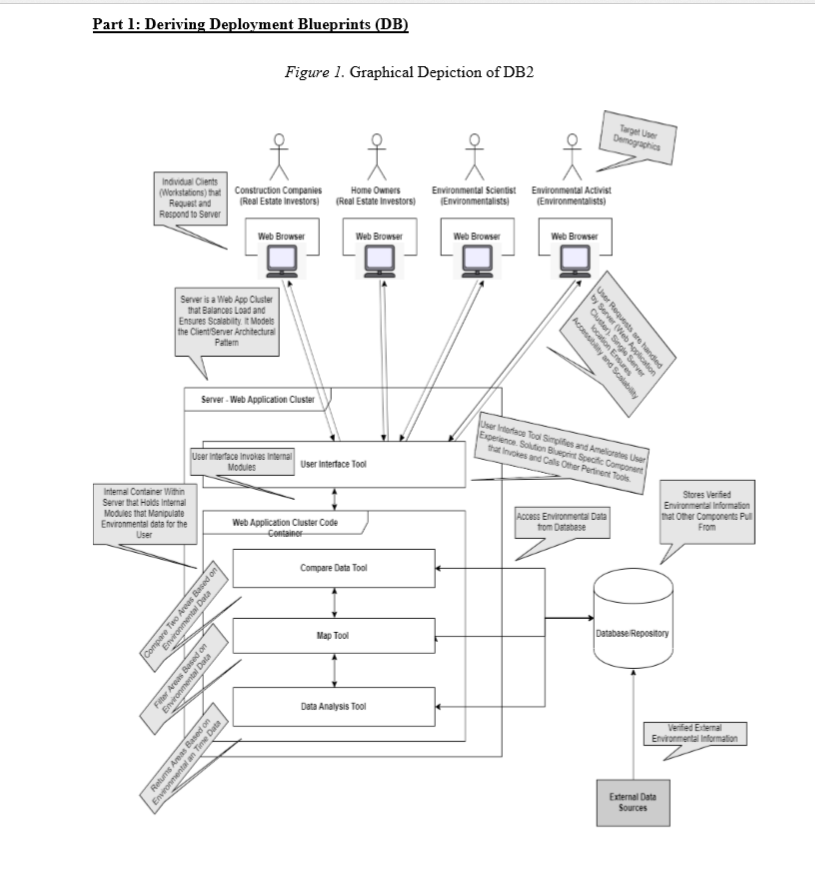 Part 1: Deriving Deployment Blueprints (DB)
Figure 1. Graphical Depiction of DB2
Target User
Demographics
Individual Clients
(Workstations) that
Request and
Respond to Server
Construction Companies
(Real Estate Investors)
Home Owners
(Real Estate Investors)
Environmental Scientist
(Environmentalists)
Environmental Activist
(Environmentalists)
Web Browser
Web Browser
Web Browser
Web Browser
Server is a Web App Cluster
that Balances Load and
Ensures Scalability. It Models
the Client/Server Architectural
Pattern
User Requests are handled
by Server (Web Application
Cluster). Single Server
location Ensures
Accessibility and Scalability
Server - Web Application Cluster
User Interface Invokes Internal
Modules
User Interface Tool
User Interface Tool Simplifies and Ameliorates User
Experience. Solution Blueprint Specific Component
that Invokes and Calls Other Pertinent Tools.
Internal Container Within
Server that Holds Internal
Modules that Manipulate
Environmental data for the
User
Web Application Cluster Code
Container
Access Environmental Data
from Database
Stores Verified
Environmental Information
that Other Components Pull
From
Compare Data Tool
Compare Two Areas Based on
Environmental Data
Map Tool
Database/Repository
Filter Areas Based on
Environmental Data
Data Analysis Tool
Returns Areas Based on
Environmental an Time Data
Verified External
Environmental Information
External Data
Sources